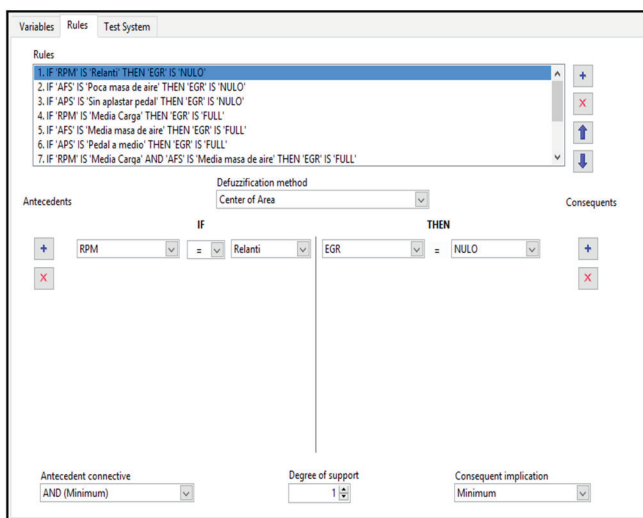 Variables Rules Test System
Rules
1. IF 'RPM' IS 'Relanti' THEN 'EGR' IS 'NULO'
2. IF 'AFS' IS 'Poca masa de aire' THEN 'EGR' IS 'NULO'
3. IF 'APS' IS 'Sin aplastar pedal' THEN 'EGR' IS 'NULO'
4. IF 'RPM' IS 'Media Carga' THEN 'EGR' IS 'FULL'
5. IF 'AFS' IS 'Media masa de aire' THEN 'EGR' IS 'FULL'
6. IF 'APS' IS 'Pedal a medio' THEN 'EGR' IS 'FULL'
7. IF 'RPM' IS 'Media Carga' AND 'AFS' IS 'Media masa de aire' THEN 'EGR' IS 'FULL'
Defuzzification method
Antecedents Center of Area Consequents
IF THEN
RPM = Relanti EGR = NULO
Antecedent connective Degree of support Consequent implication
AND (Minimum) 1 Minimum